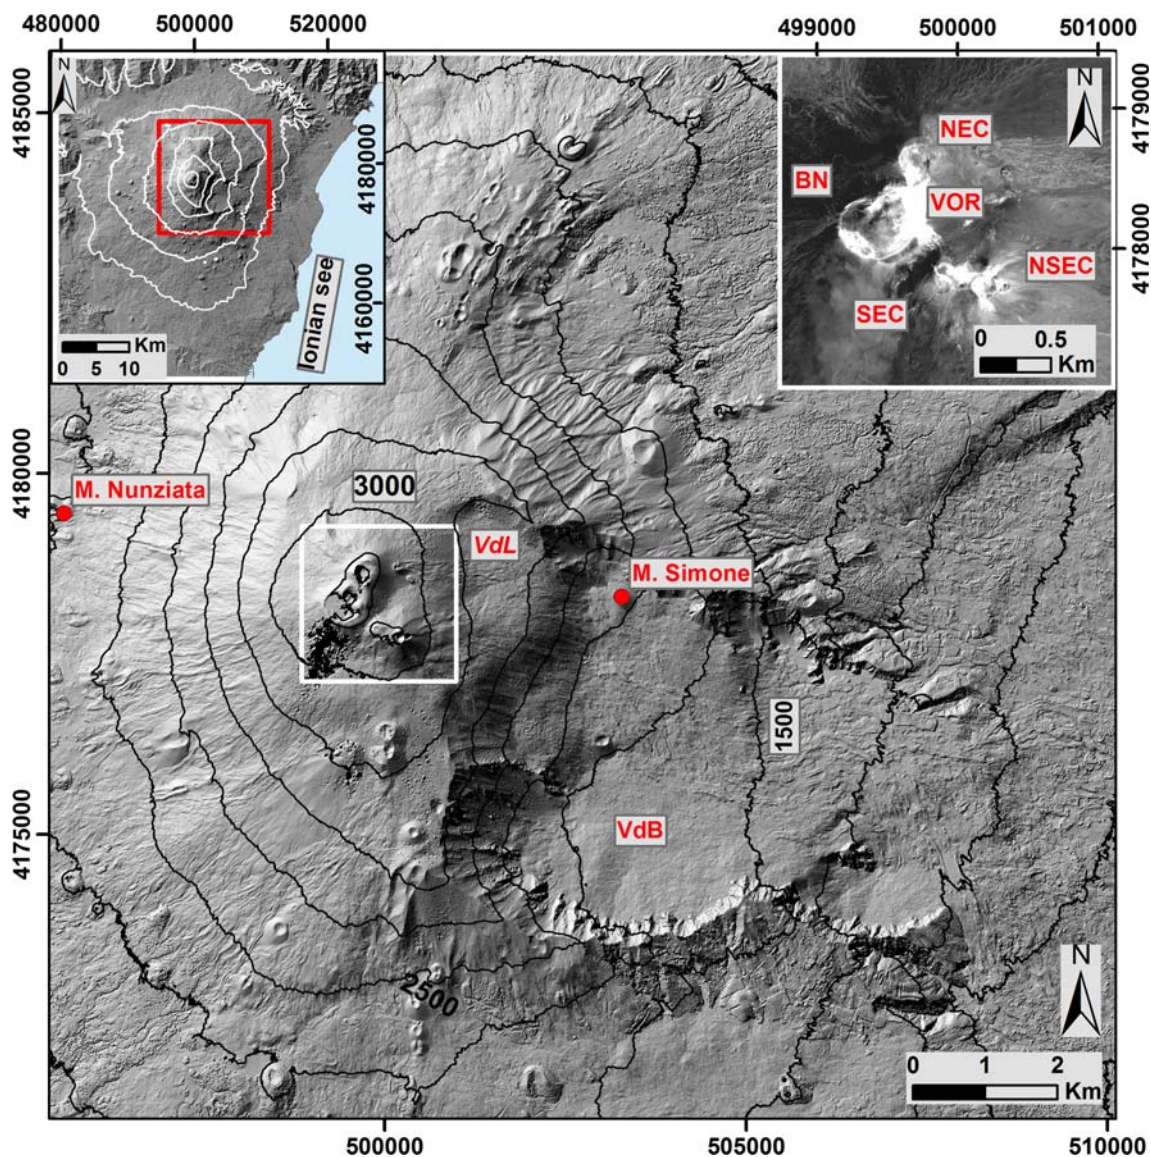 480000 500000 520000
499000 500000 501000
4185000
N
4180000
4160000
Ionian see
Km
0 5 10
N
NEC
BN
VOR
NSEC
SEC
0 0.5
Km
4179000
4178000
4180000
M. Nunziata
3000
VdL
M. Simone
1500
4175000
VdB
2500
N
0 1 2
Km
500000 505000 510000